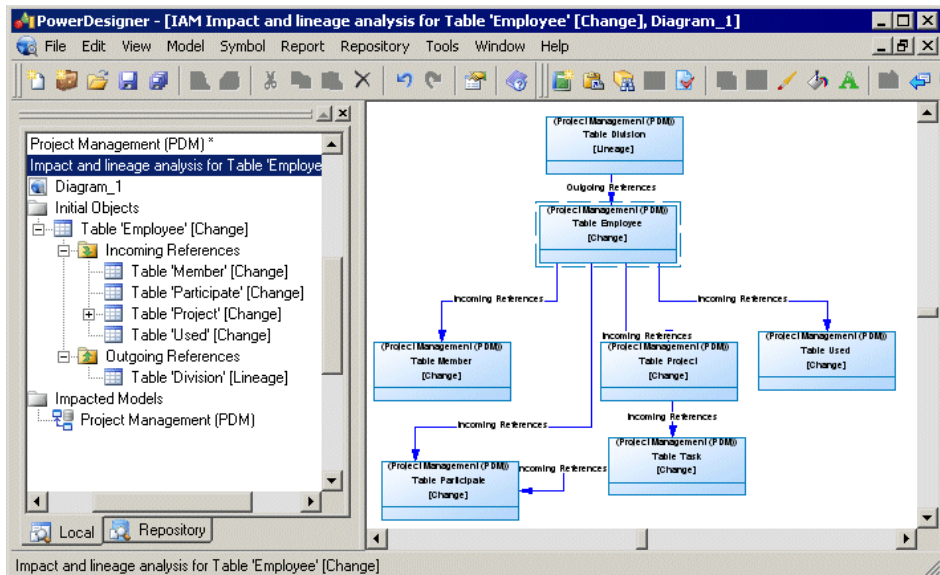 PowerDesigner - [IAM Impact and lineage analysis for Table 'Employee' [Change], Diagram_1]
File Edit View Model Symbol Report Repository Tools Window Help
Project Management (PDM) *
Impact and lineage analysis for Table 'Employe
Diagram_1
Initial Objects
Table 'Employee' [Change]
Incoming References
Table 'Member' [Change]
Table 'Participate' [Change]
Table 'Project' [Change]
Table 'Used' [Change]
Outgoing References
Table 'Division' [Lineage]
Impacted Models
Project Management (PDM)
Local Repository
(Project Management (PDM))
Table Division
[Lineage]
Outgoing References
(Project Management (PDM))
Table Employee
[Change]
Incoming References
Incoming References
Incoming References
(Project Management (PDM))
Table Member
[Change]
(Project Management (PDM))
Table Project
[Change]
(Project Management (PDM))
Table Used
[Change]
Incoming References
Incoming References
(Project Management (PDM))
Table Participate
[Change]
ncoming References
(Project Management (PDM))
Table Task
[Change]
Impact and lineage analysis for Table 'Employee' [Change]